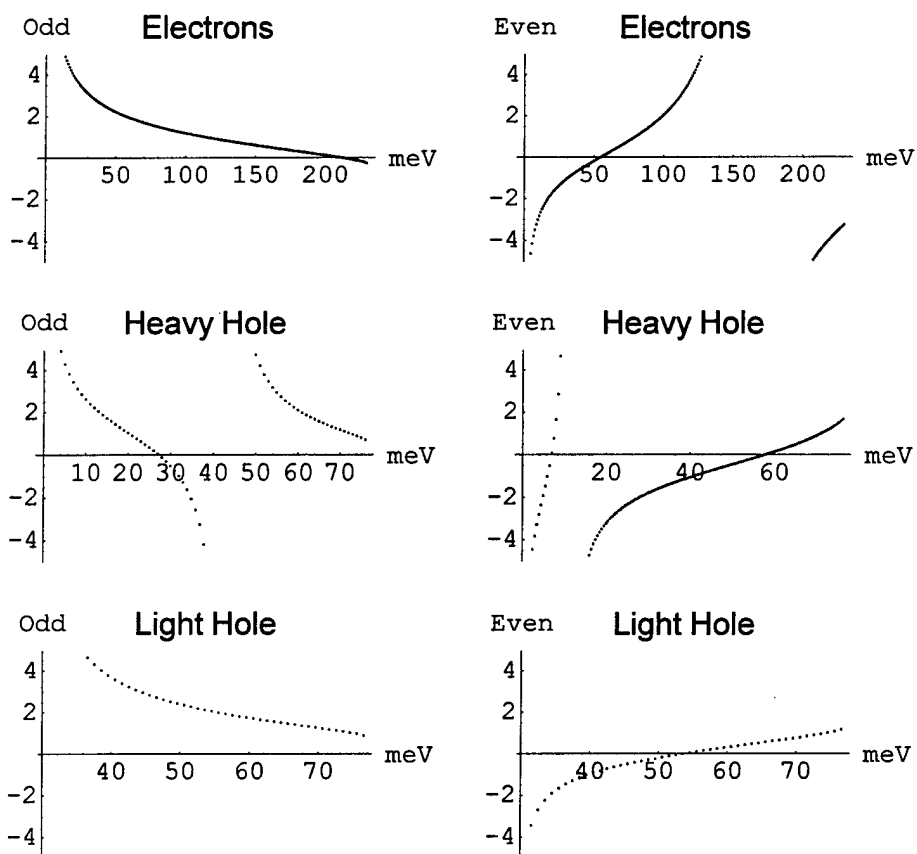 Odd Electrons
4
2
50 100 150 200 meV
-2
-4
Even Electrons
4
2
50 100 150 200 meV
-2
-4
Odd Heavy Hole
4
2
10 20 30 40 50 60 70 meV
-2
-4
Even Heavy Hole
4
2
20 40 60 meV
-2
-4
Odd Light Hole
4
2
40 50 60 70 meV
-2
-4
Even Light Hole
4
2
40 50 60 70 meV
-2
-4